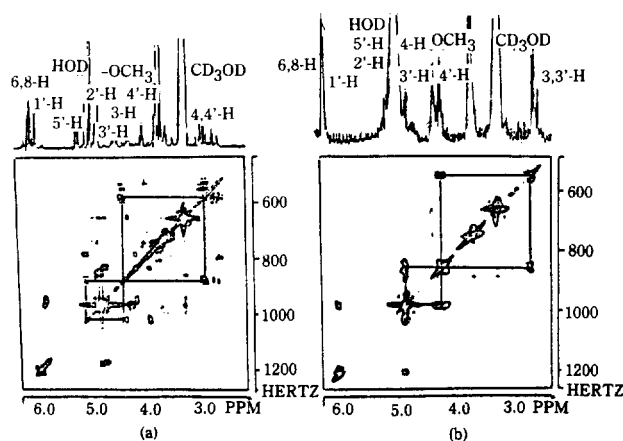 HOD
–OCH3
CD3OD
6,8-H
2'-H
4'-H
1'-H
3-H
5'-H
3'-H
4,4'-H
600
800
1000
1200
HERTZ
6.0 5.0 4.0 3.0 PPM
(a)
HOD
5'-H
4-H
OCH3
CD3OD
6,8-H
2'-H
1'-H
3'-H
4'-H
3,3'-H
600
800
1000
1200
HERTZ
6.0 5.0 4.0 3.0 PPM
(b)